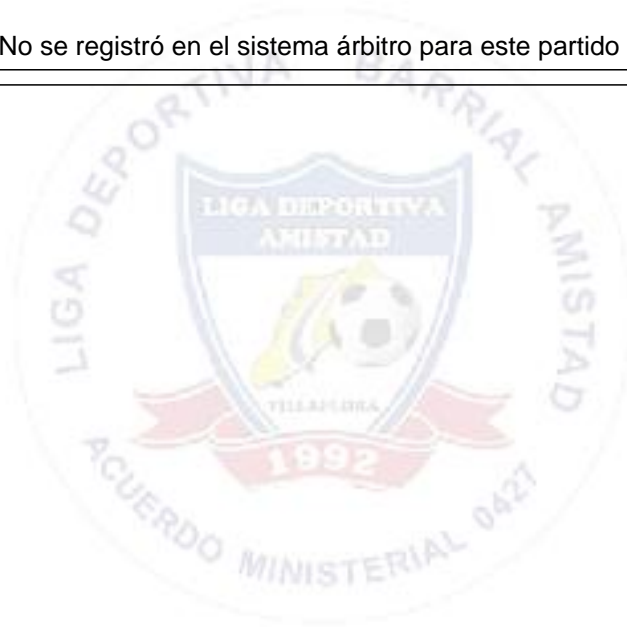 No se registró en el sistema árbitro para este partido
LIGA DEPORTIVA BARRIAL AMISTAD
LIGA DEPORTIVA
AMISTAD
VILLAFLORA
1992
ACUERDO MINISTERIAL 0427